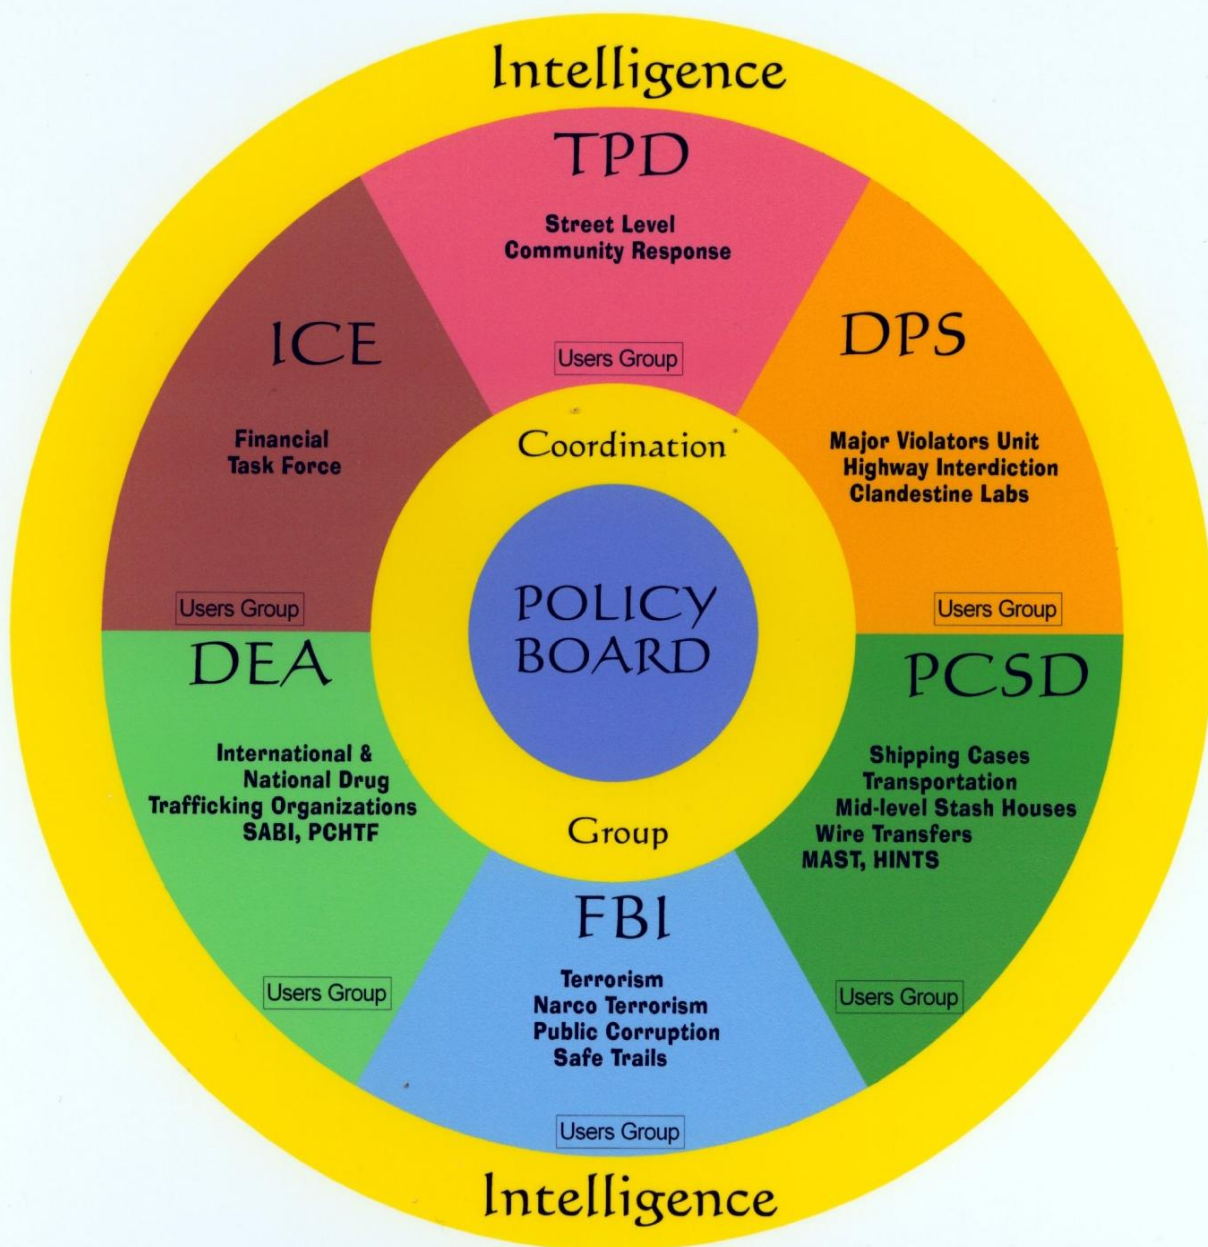 Intelligence
TPD
Street Level
Community Response
Users Group
DPS
Major Violators Unit
Highway Interdiction
Clandestine Labs
Users Group
PCSD
Shipping Cases
Transportation
Mid-level Stash Houses
Wire Transfers
MAST, HINTS
Users Group
FBI
Terrorism
Narco Terrorism
Public Corruption
Safe Trails
Users Group
DEA
International &
National Drug
Trafficking Organizations
SABI, PCHTF
Users Group
ICE
Financial
Task Force
Users Group
Coordination
POLICY
BOARD
Group
Intelligence